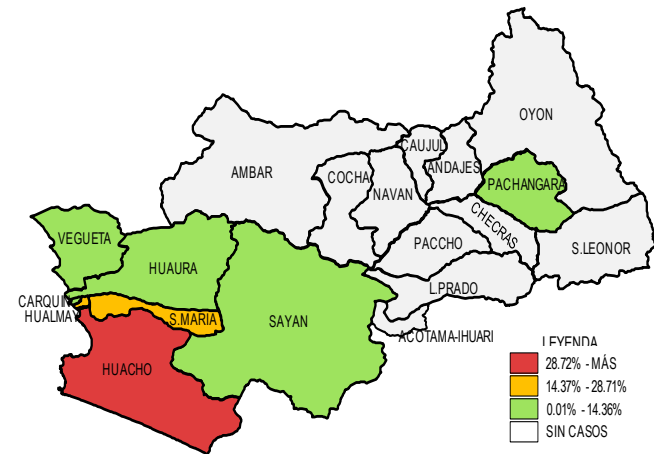 OYON
CAUJUL
AMBAR
COCHA
ANDAJES
NAVAN
PACHANGARA
CHECRAS
VEGUETA
PACCHO
S.LEONOR
HUAURA
L.PRADO
CARQUIN
HUALMAY
S.MARIA
SAYAN
ACOTAMA-IHUARI
HUACHO
LEYENDA
28.72% - MÁS
14.37% - 28.71%
0.01% - 14.36%
SIN CASOS